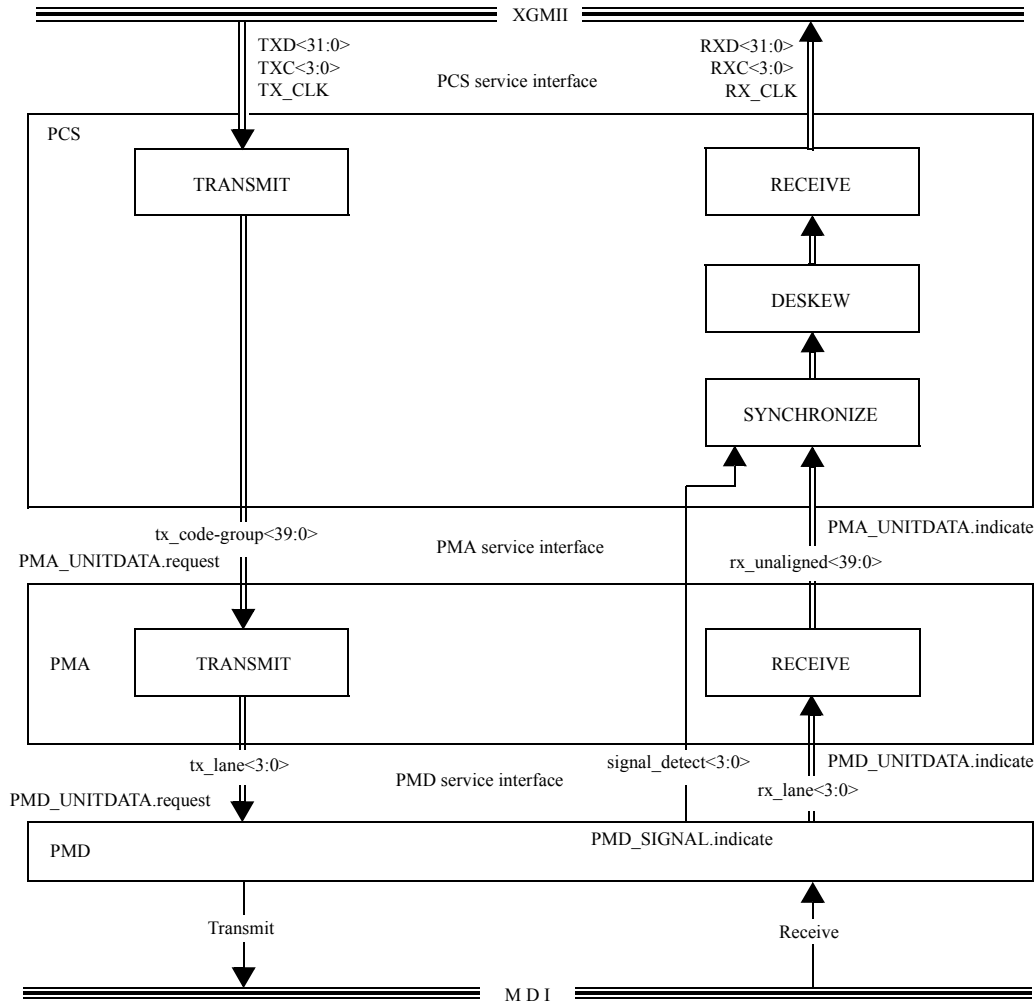 XGMII
TXD<31:0>
TXC<3:0>
TX_CLK
PCS service interface
RXD<31:0>
RXC<3:0>
RX_CLK
PCS
TRANSMIT
RECEIVE
DESKEW
SYNCHRONIZE
tx_code-group<39:0>
PMA_UNITDATA.request
PMA service interface
PMA_UNITDATA.indicate
rx_unaligned<39:0>
PMA
TRANSMIT
RECEIVE
tx_lane<3:0>
PMD_UNITDATA.request
PMD service interface
signal_detect<3:0>
PMD_UNITDATA.indicate
rx_lane<3:0>
PMD
PMD_SIGNAL.indicate
Transmit
Receive
M D I